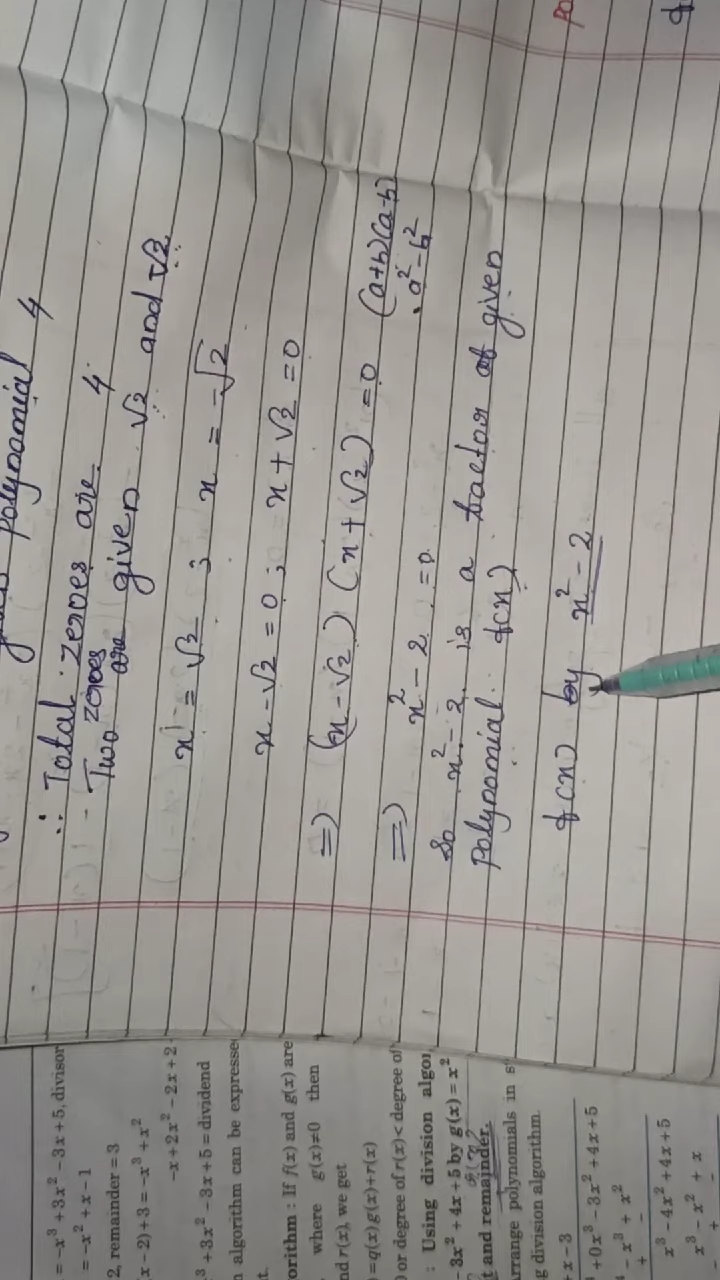 polynomial 4
∴ Total zeroes are 4
Two zeroes are given √2 and -√2
x = √2 ; x = -√2
x - √2 = 0 ; x + √2 = 0
=) (x - √2) (x + √2) = 0 (a+b)(a-b)
=) x² - 2 = 0 a² - b²
So x² - 2 is a factor of given
polynomial f(x)
f(x) by x² - 2
= -x³ + 3x² - 3x + 5, divisor
= -x² + x - 1
2, remainder = 3
x - 2) + 3 = -x³ + x²
-x + 2x² - 2x + 2
³ + 3x² - 3x + 5 = dividend
algorithm can be expresse
orithm : If f(x) and g(x) are
where g(x)≠0 then
nd r(x), we get
) = q(x) g(x) + r(x)
) or degree of r(x) < degree of
: Using division algor
3x² + 4x + 5 by g(x) = x²
t and remainder.
rrange polynomials in s
g division algorithm.
x - 3
+0x³ - 3x² + 4x + 5
- x³ + x²
+ -
x³ - 4x² + 4x + 5
x³ - x² + x
- + -